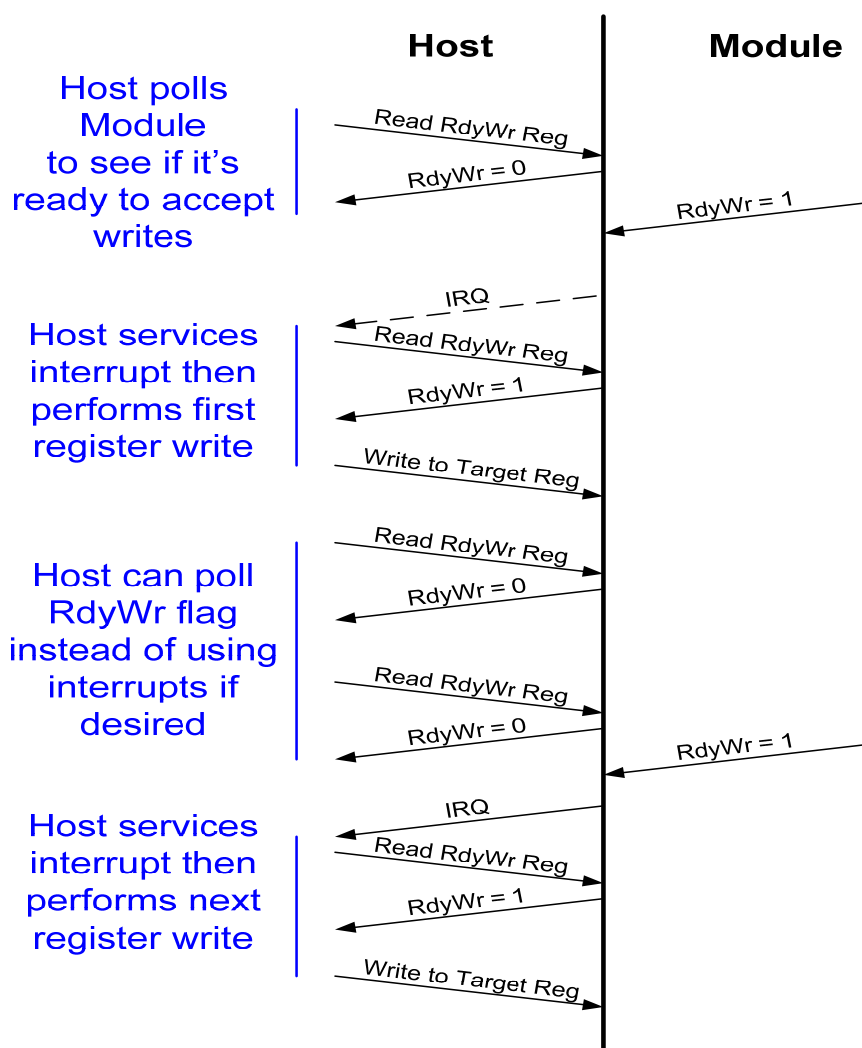 Host
Module
Host polls
Module
to see if it's
ready to accept
writes
Read RdyWr Reg
RdyWr = 0
RdyWr = 1
IRQ
Host services
interrupt then
performs first
register write
Read RdyWr Reg
RdyWr = 1
Write to Target Reg
Host can poll
RdyWr flag
instead of using
interrupts if
desired
Read RdyWr Reg
RdyWr = 0
Read RdyWr Reg
RdyWr = 0
RdyWr = 1
IRQ
Host services
interrupt then
performs next
register write
Read RdyWr Reg
RdyWr = 1
Write to Target Reg